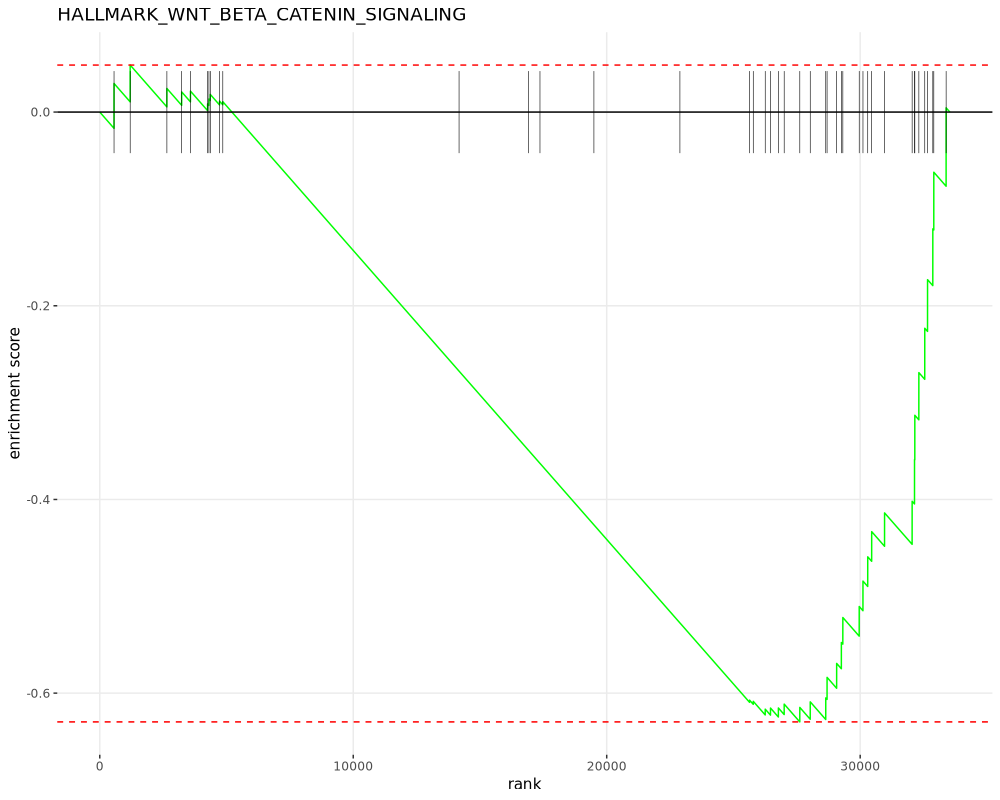 HALLMARK_WNT_BETA_CATENIN_SIGNALING
enrichment score
0.0
-0.2
-0.4
-0.6
0
10000
20000
30000
rank